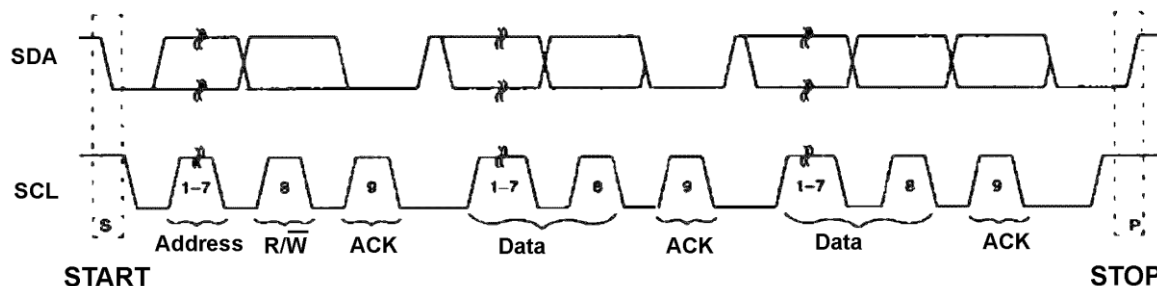 SDA
SCL
1-7
8
9
1-7
8
9
1-7
8
9
S
P
Address
R/W̅
ACK
Data
ACK
Data
ACK
START
STOP